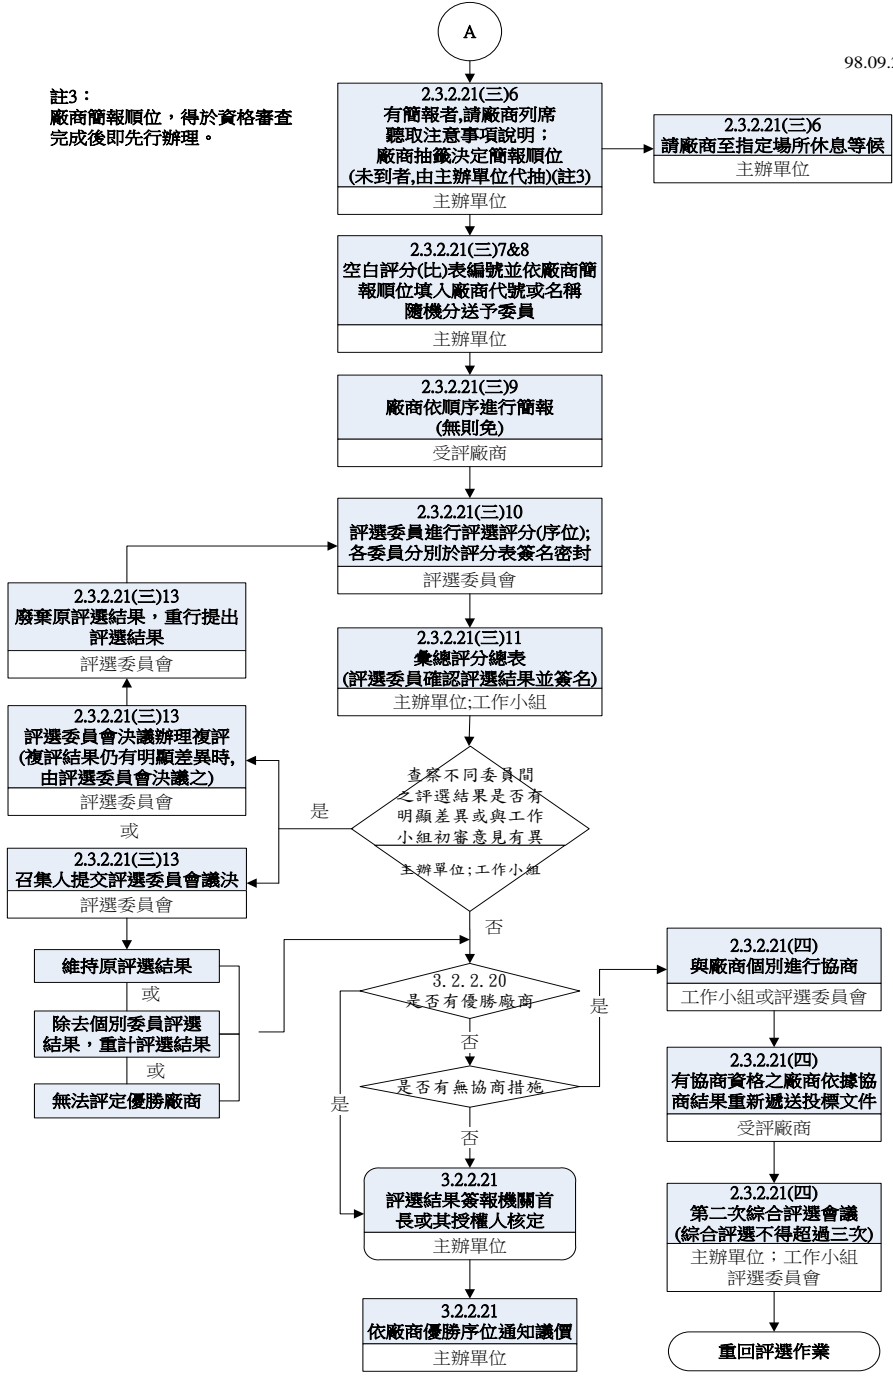 A
98.09.
註3：
廠商簡報順位，得於資格審查
完成後即先行辦理。
2.3.2.21(三)6
有簡報者,請廠商列席
聽取注意事項說明；
廠商抽籤決定簡報順位
(未到者,由主辦單位代抽)(註3)
主辦單位
2.3.2.21(三)6
請廠商至指定場所休息等候
主辦單位
2.3.2.21(三)7&8
空白評分(比)表編號並依廠商簡
報順位填入廠商代號或名稱
隨機分送予委員
主辦單位
2.3.2.21(三)9
廠商依順序進行簡報
(無則免)
受評廠商
2.3.2.21(三)10
評選委員進行評選評分(序位);
各委員分別於評分表簽名密封
評選委員會
2.3.2.21(三)13
廢棄原評選結果，重行提出
評選結果
評選委員會
2.3.2.21(三)11
彙總評分總表
(評選委員確認評選結果並簽名)
主辦單位;工作小組
2.3.2.21(三)13
評選委員會決議辦理複評
(複評結果仍有明顯差異時,
由評選委員會決議之)
評選委員會
或
查察不同委員間
之評選結果是否有
明顯差異或與工作
小組初審意見有異
主辦單位;工作小組
是
2.3.2.21(三)13
召集人提交評選委員會議決
評選委員會
否
維持原評選結果
或
除去個別委員評選
結果，重計評選結果
或
無法評定優勝廠商
3.2.2.20
是否有優勝廠商
是
否
是否有無協商措施
是
否
2.3.2.21(四)
與廠商個別進行協商
工作小組或評選委員會
2.3.2.21(四)
有協商資格之廠商依據協
商結果重新遞送投標文件
受評廠商
3.2.2.21
評選結果簽報機關首
長或其授權人核定
主辦單位
2.3.2.21(四)
第二次綜合評選會議
(綜合評選不得超過三次)
主辦單位；工作小組
評選委員會
3.2.2.21
依廠商優勝序位通知議價
主辦單位
重回評選作業